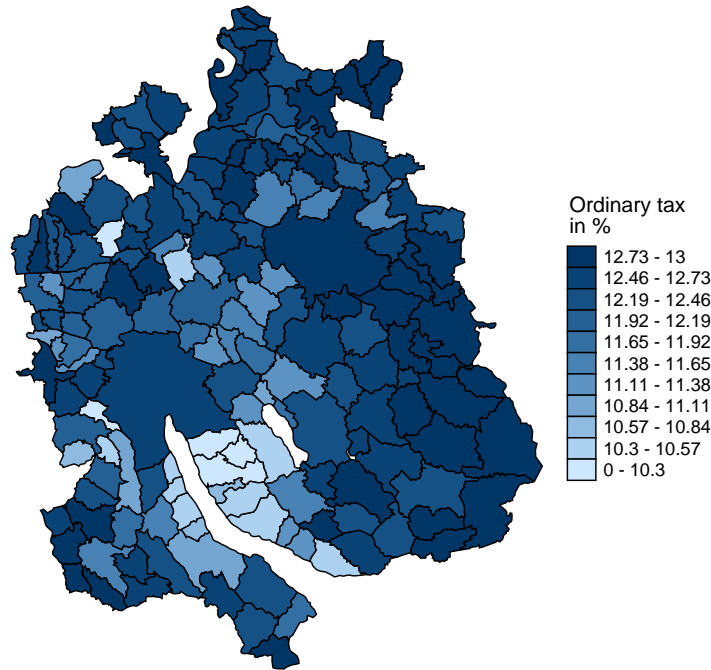 Ordinary tax
in %
12.73 - 13
12.46 - 12.73
12.19 - 12.46
11.92 - 12.19
11.65 - 11.92
11.38 - 11.65
11.11 - 11.38
10.84 - 11.11
10.57 - 10.84
10.3 - 10.57
0 - 10.3